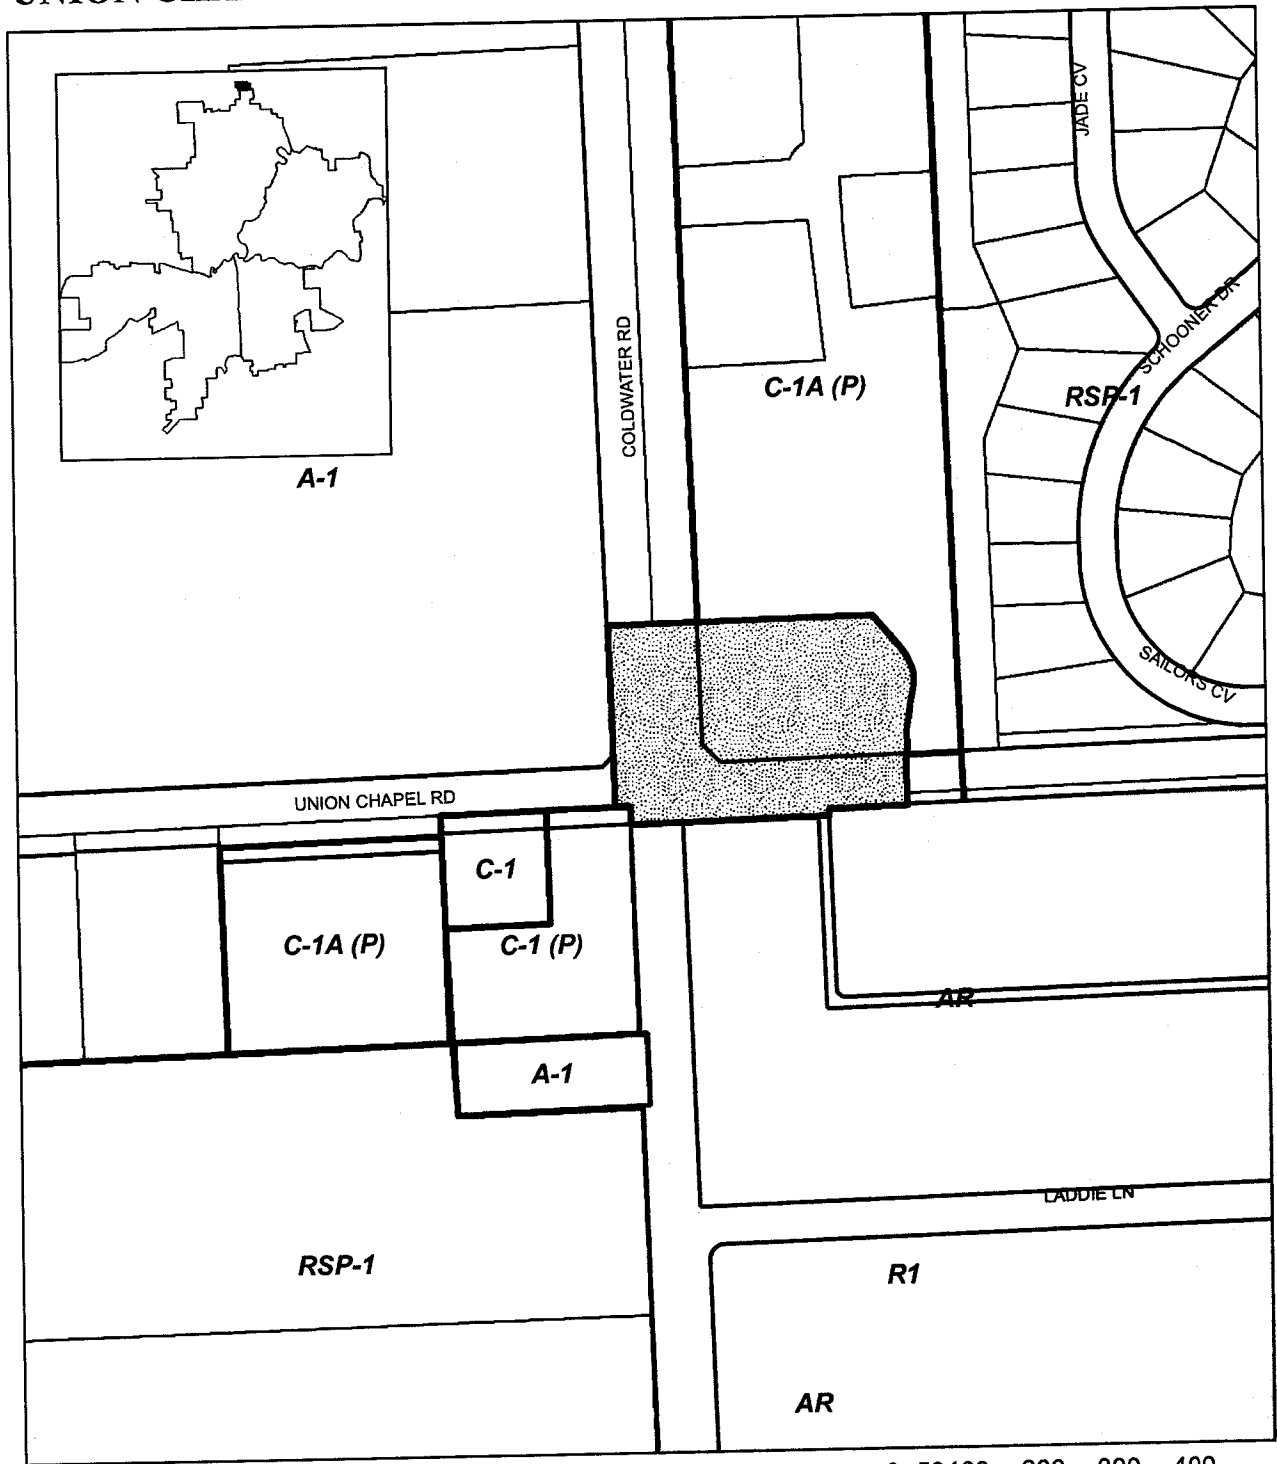 JADE CV
SCHOONER DR
COLDWATER RD
C-1A (P)
RSP-1
A-1
SAILORS CV
UNION CHAPEL RD
C-1
C-1A (P)
C-1 (P)
AR
A-1
LADDIE LN
RSP-1
R1
AR